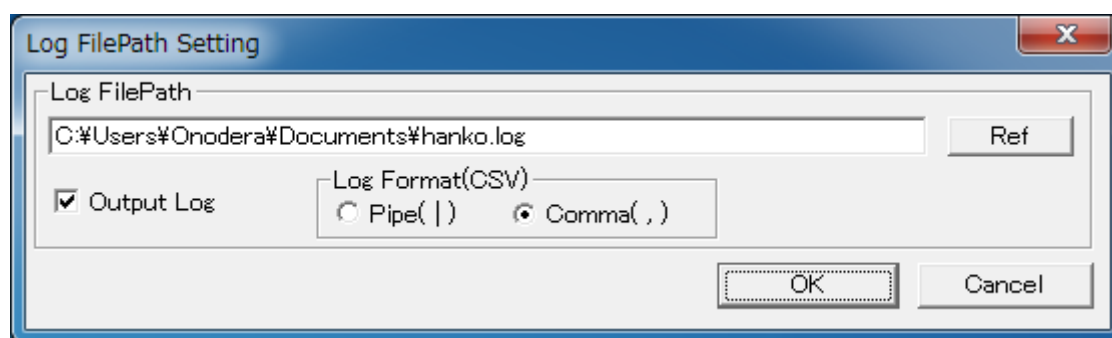 Log FilePath Setting
Log FilePath
C:¥Users¥Onodera¥Documents¥hanko.log
Ref
Output Log
Log Format(CSV)
Pipe( | )
Comma( , )
OK
Cancel